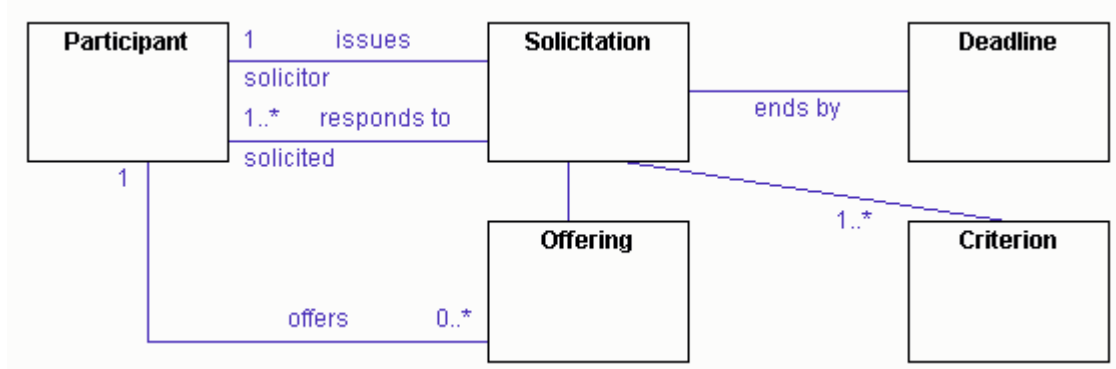 Participant
1 issues
solicitor
1..* responds to
solicited
Solicitation
Deadline
ends by
1
Offering
1..*
Criterion
offers 0..*